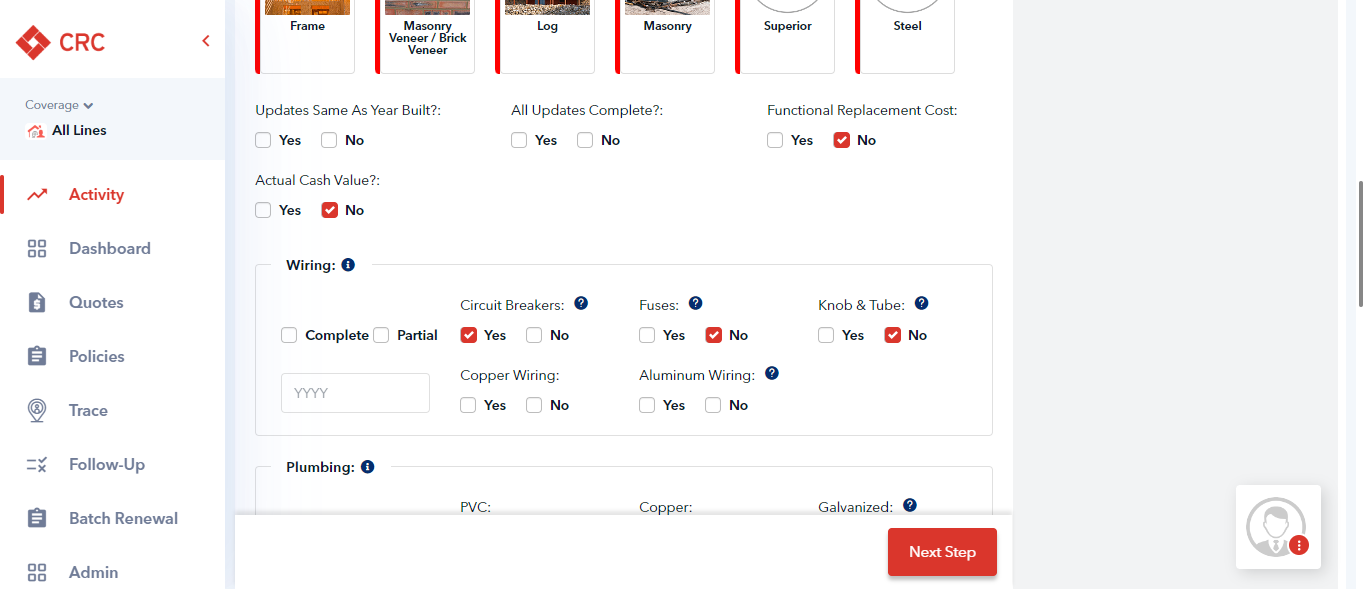 CRC
Coverage
All Lines
Activity
Dashboard
Quotes
Policies
Trace
Follow-Up
Batch Renewal
Admin
Frame
Masonry
Veneer / Brick
Veneer
Log
Masonry
Superior
Steel
Updates Same As Year Built?:
Yes No
All Updates Complete?:
Yes No
Functional Replacement Cost:
Yes No
Actual Cash Value?:
Yes No
Wiring:
Complete Partial
YYYY
Circuit Breakers:
Yes No
Fuses:
Yes No
Knob & Tube:
Yes No
Copper Wiring:
Yes No
Aluminum Wiring:
Yes No
Plumbing:
PVC:
Copper:
Galvanized:
Next Step